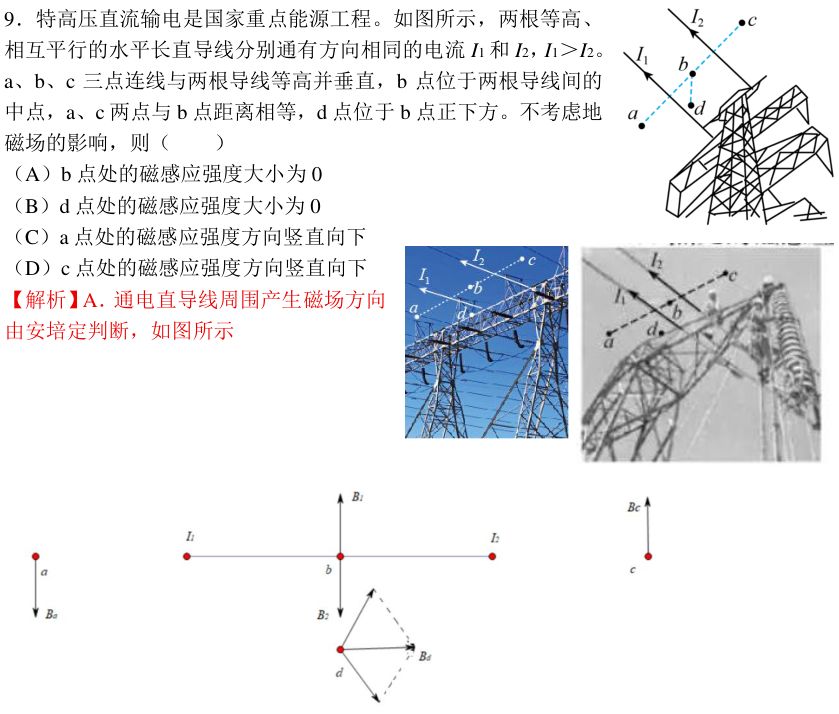 9．特高压直流输电是国家重点能源工程。如图所示，两根等高、
相互平行的水平长直导线分别通有方向相同的电流 I1 和 I2，I1＞I2。
a、b、c 三点连线与两根导线等高并垂直，b 点位于两根导线间的
中点，a、c 两点与 b 点距离相等，d 点位于 b 点正下方。不考虑地
磁场的影响，则（　　）
（A）b 点处的磁感应强度大小为 0
（B）d 点处的磁感应强度大小为 0
（C）a 点处的磁感应强度方向竖直向下
（D）c 点处的磁感应强度方向竖直向下
【解析】A．通电直导线周围产生磁场方向
由安培定判断，如图所示
I2
c
I1
b
d
a
I2
c
I1
b
a
d
I2
c
I1
b
a
d
B1
Bc
I1
I2
a
b
c
Ba
B2
Bd
d